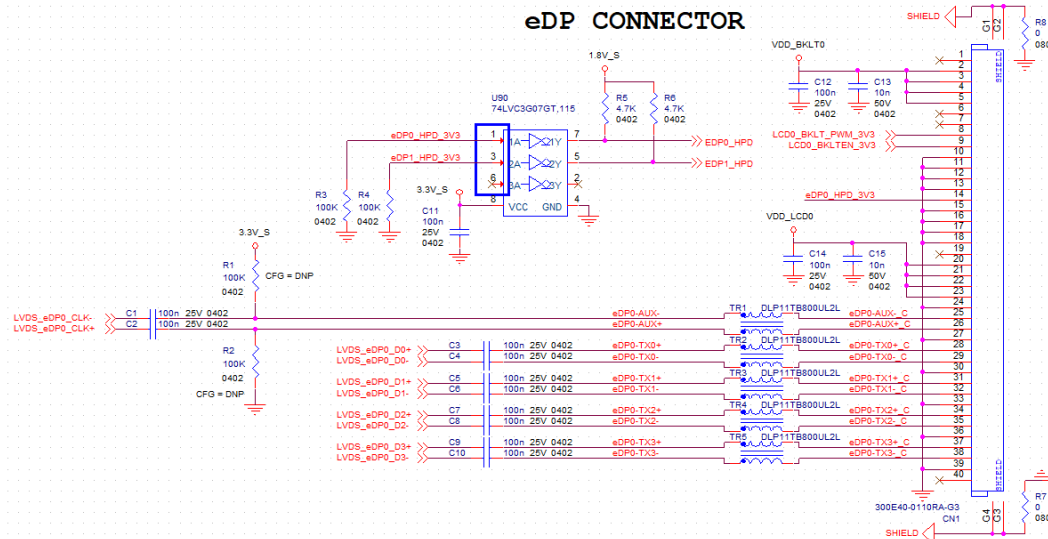 eDP CONNECTOR
SHIELD
G1
G2
R8
0
080
VDD_BKLT0
1.8V_S
C12
100n
25V
0402
C13
10n
50V
0402
SHIELD
U90
74LVC3G07GT,115
R5
4.7K
0402
R6
4.7K
0402
eDP0_HPD_3V3
1
1A
1Y
7
EDP0_HPD
eDP1_HPD_3V3
3
2A
2Y
5
EDP1_HPD
6
3A
3Y
2
8
VCC
GND
4
LCD0_BKLT_PWM_3V3
LCD0_BKLTEN_3V3
eDP0_HPD_3V3
R3
100K
0402
R4
100K
0402
3.3V_S
C11
100n
25V
0402
VDD_LCD0
C14
100n
25V
0402
C15
10n
50V
0402
3.3V_S
R1
100K
0402
CFG = DNP
LVDS_eDP0_CLK-
C1
100n 25V 0402
eDP0-AUX-
TR1
DLP11TB800UL2L
eDP0-AUX-_C
LVDS_eDP0_CLK+
C2
100n 25V 0402
eDP0-AUX+
eDP0-AUX+_C
R2
100K
0402
CFG = DNP
LVDS_eDP0_D0+
C3
100n 25V 0402
eDP0-TX0+
TR2
DLP11TB800UL2L
eDP0-TX0+_C
LVDS_eDP0_D0-
C4
100n 25V 0402
eDP0-TX0-
eDP0-TX0-_C
LVDS_eDP0_D1+
C5
100n 25V 0402
eDP0-TX1+
TR3
DLP11TB800UL2L
eDP0-TX1+_C
LVDS_eDP0_D1-
C6
100n 25V 0402
eDP0-TX1-
eDP0-TX1-_C
LVDS_eDP0_D2+
C7
100n 25V 0402
eDP0-TX2+
TR4
DLP11TB800UL2L
eDP0-TX2+_C
LVDS_eDP0_D2-
C8
100n 25V 0402
eDP0-TX2-
eDP0-TX2-_C
LVDS_eDP0_D3+
C9
100n 25V 0402
eDP0-TX3+
TR5
DLP11TB800UL2L
eDP0-TX3+_C
LVDS_eDP0_D3-
C10
100n 25V 0402
eDP0-TX3-
eDP0-TX3-_C
1
2
3
4
5
6
7
8
9
10
11
12
13
14
15
16
17
18
19
20
21
22
23
24
25
26
27
28
29
30
31
32
33
34
35
36
37
38
39
40
SHIELD
300E40-0110RA-G3
CN1
G4
G3
R7
0
080
SHIELD